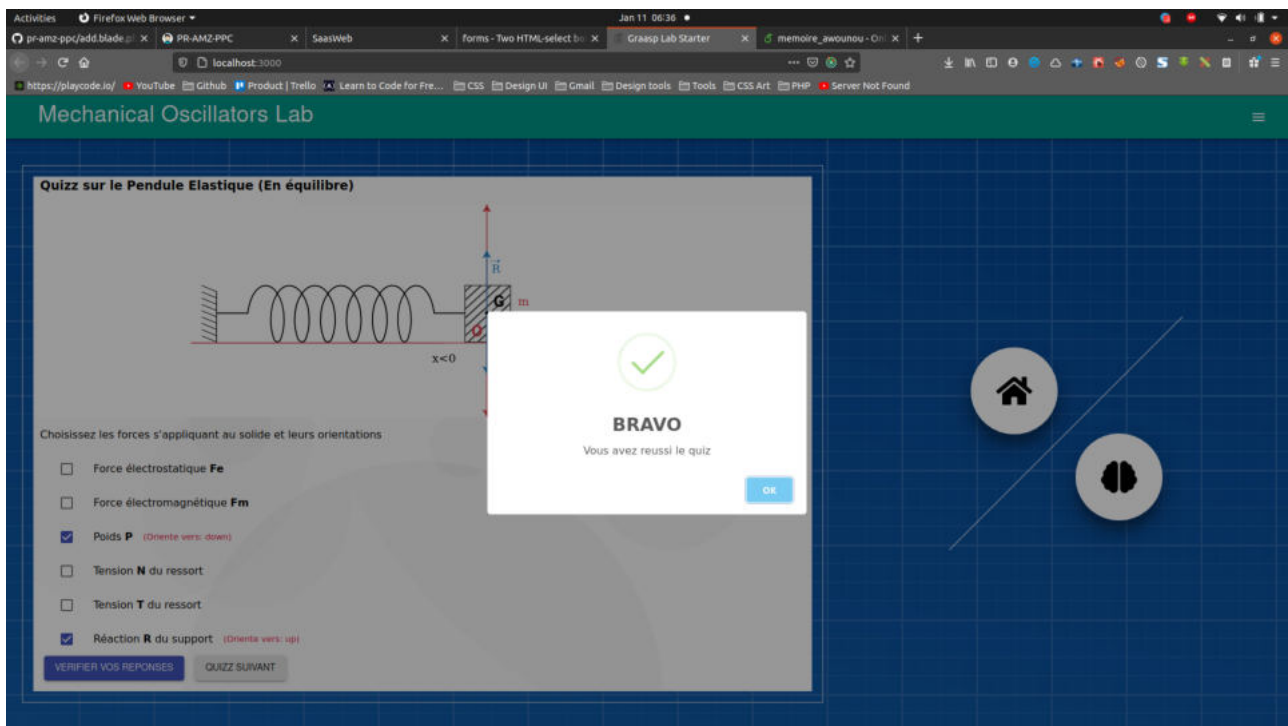 Activities Firefox Web Browser Jan 11 06:36
pr-amz-ppc/add.blade.p PR-AMZ-PPC SaasWeb forms - Two HTML-select bo Graasp Lab Starter memoire_awounou - Onl
localhost:3000
https://playcode.io/ YouTube Github Product | Trello Learn to Code for Fre... CSS Design UI Gmail Design tools Tools CSS Art PHP Server Not Found
Mechanical Oscillators Lab
Quizz sur le Pendule Elastique (En équilibre)
R
G m
O
x<0
BRAVO
Vous avez reussi le quiz
OK
Choisissez les forces s'appliquant au solide et leurs orientations
Force électrostatique Fe
Force électromagnétique Fm
Poids P (Oriente vers: down)
Tension N du ressort
Tension T du ressort
Réaction R du support (Oriente vers: up)
VERIFIER VOS REPONSES QUIZZ SUIVANT